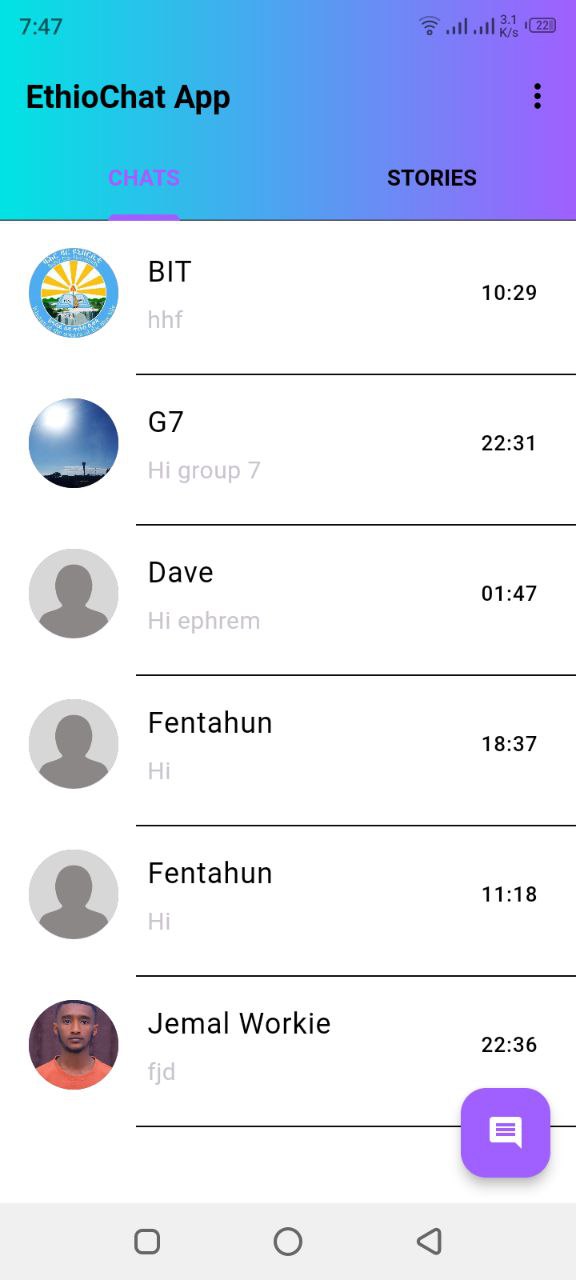 7:47
3.1
K/s
22
EthioChat App
CHATS
STORIES
BIT
10:29
hhf
G7
22:31
Hi group 7
Dave
01:47
Hi ephrem
Fentahun
18:37
Hi
Fentahun
11:18
Hi
Jemal Workie
22:36
fjd